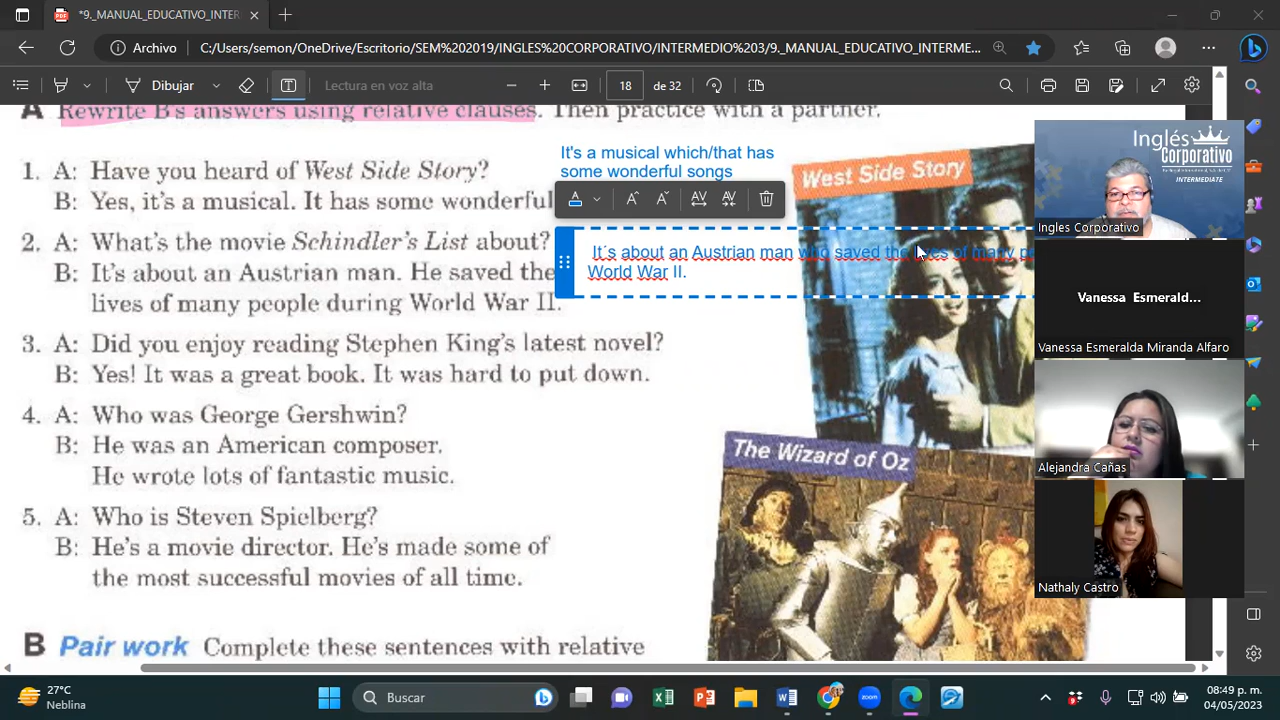 *9._MANUAL_EDUCATIVO_INTER
Archivo
C:/Users/semon/OneDrive/Escritorio/SEM%202019/INGLES%20CORPORATIVO/INTERMEDIO%203/9._MANUAL_EDUCATIVO_INTERME...
Dibujar
Lectura en voz alta
18
de 32
A Rewrite B's answers using relative clauses. Then practice with a partner.
It's a musical which/that has
some wonderful songs
1. A: Have you heard of West Side Story?
B: Yes, it's a musical. It has some wonderful
2. A: What's the movie Schindler's List about?
B: It's about an Austrian man. He saved the
lives of many people during World War II.
It´s about an Austrian man who saved the lives of many pe
World War II.
3. A: Did you enjoy reading Stephen King's latest novel?
B: Yes! It was a great book. It was hard to put down.
4. A: Who was George Gershwin?
B: He was an American composer.
He wrote lots of fantastic music.
5. A: Who is Steven Spielberg?
B: He's a movie director. He's made some of
the most successful movies of all time.
B Pair work Complete these sentences with relative
West Side Story
The Wizard of Oz
Inglés
Corporativo
INTERMEDIATE
Ingles Corporativo
Vanessa Esmerald...
Vanessa Esmeralda Miranda Alfaro
Alejandra Cañas
Nathaly Castro
27°C
Neblina
Buscar
08:49 p. m.
04/05/2023